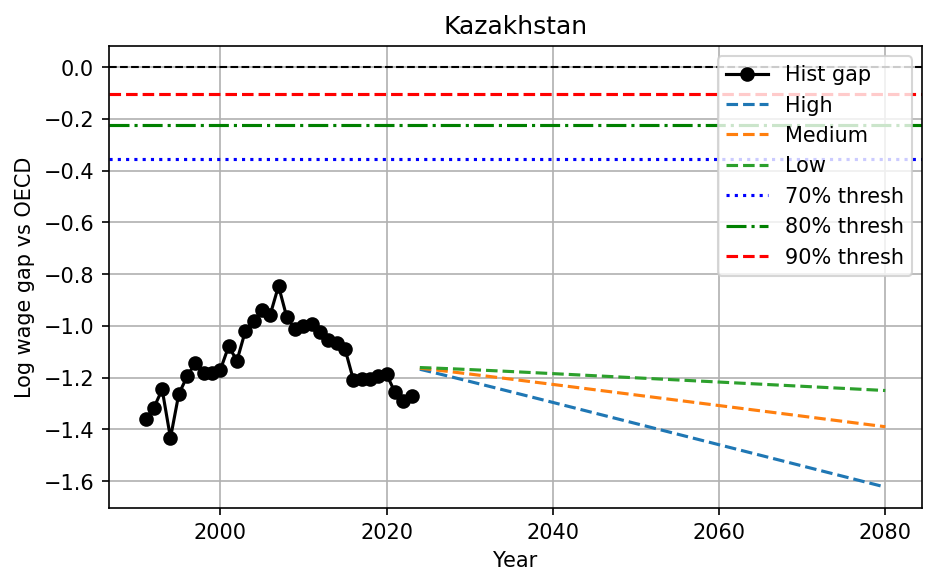 Kazakhstan
Log wage gap vs OECD
0.0
−0.2
−0.4
−0.6
−0.8
−1.0
−1.2
−1.4
−1.6
Hist gap
High
Medium
Low
70% thresh
80% thresh
90% thresh
2000 2020 2040 2060 2080
Year